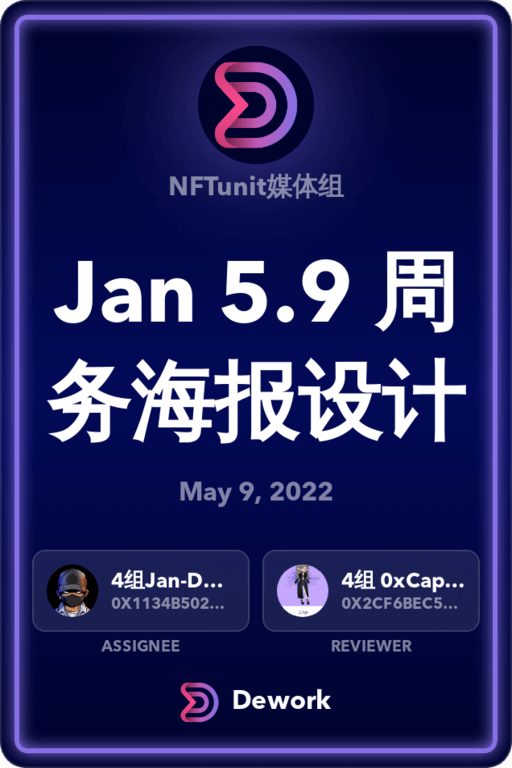 NFTunit媒体组
Jan 5.9 周
务海报设计
May 9, 2022
4组Jan-D...
0X1134B502...
4组 0xCap...
0X2CF6BEC5...
ASSIGNEE
REVIEWER
Dework